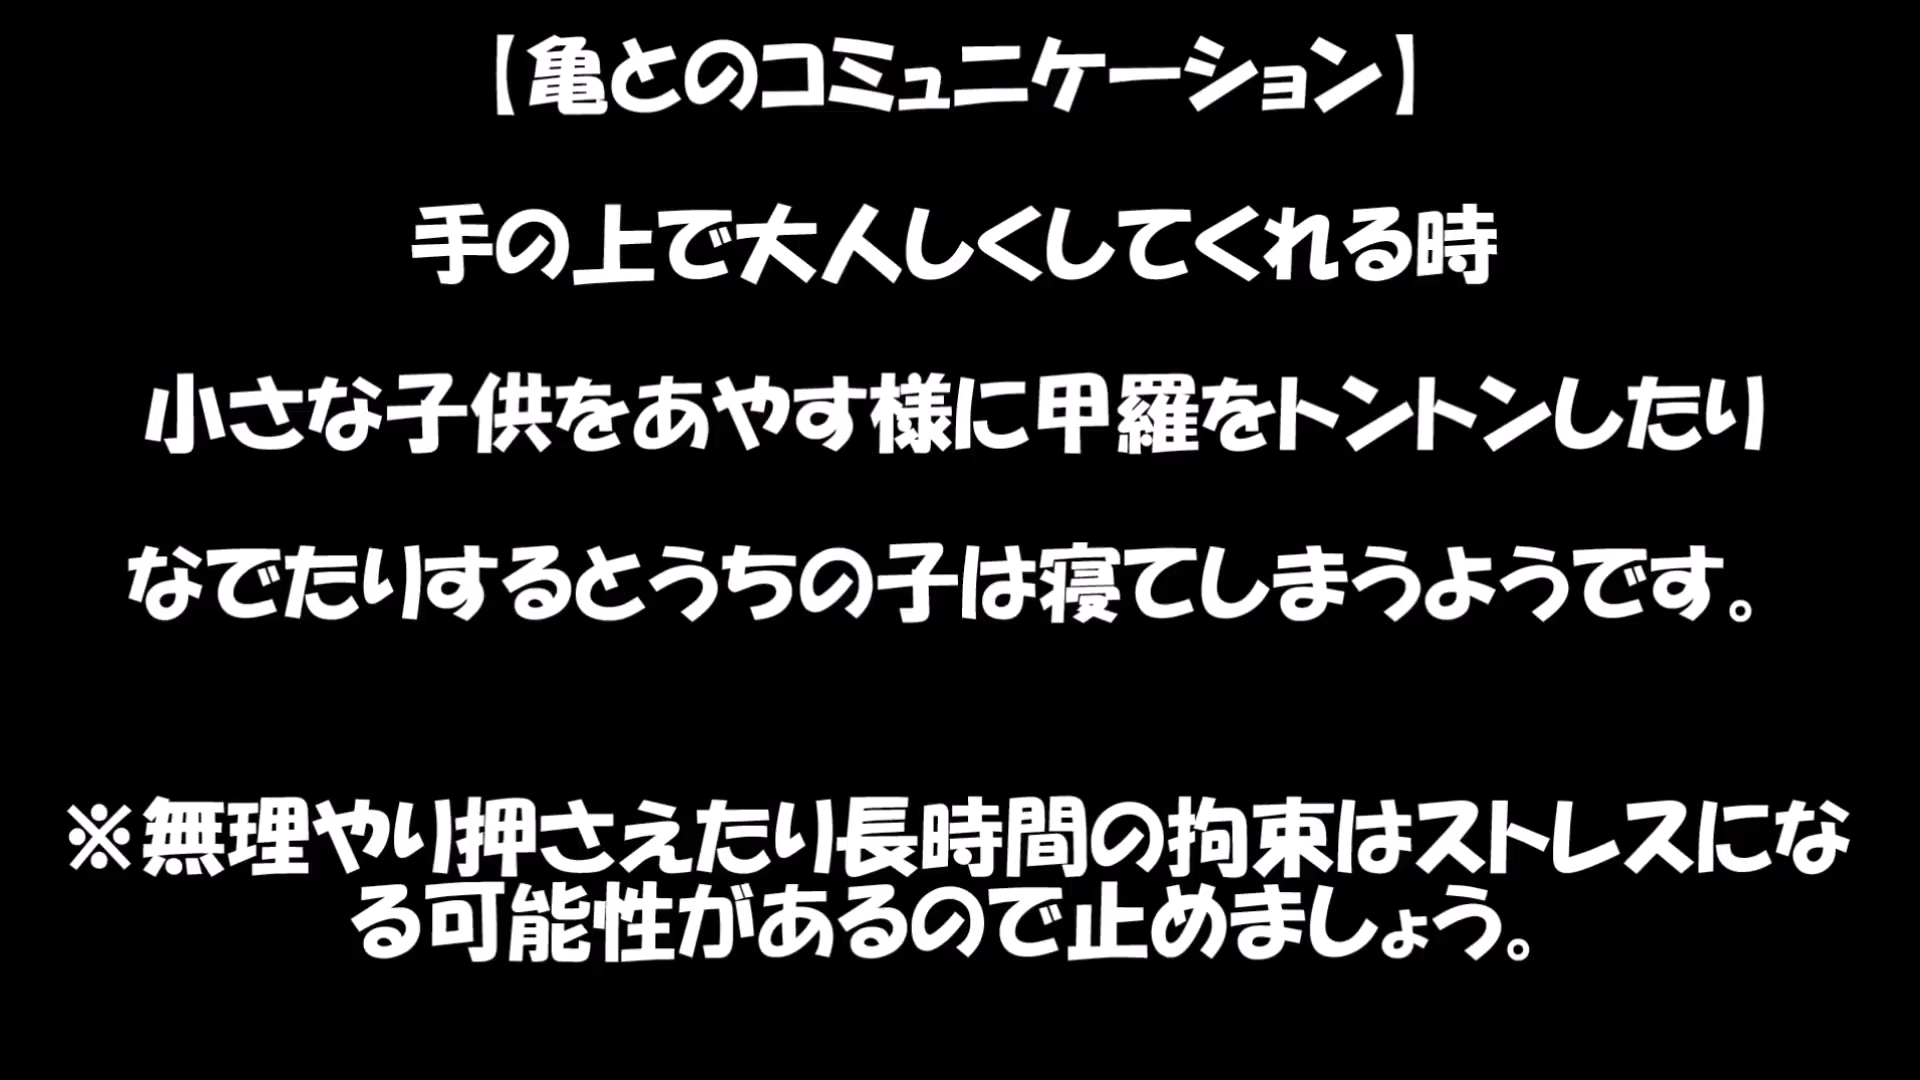 【亀とのコミュニケーション】
手の上で大人しくしてくれる時
小さな子供をあやす様に甲羅をトントンしたり
なでたりするとうちの子は寝てしまうようです。
※無理やり押さえたり長時間の拘束はストレスにな
る可能性があるので止めましょう。